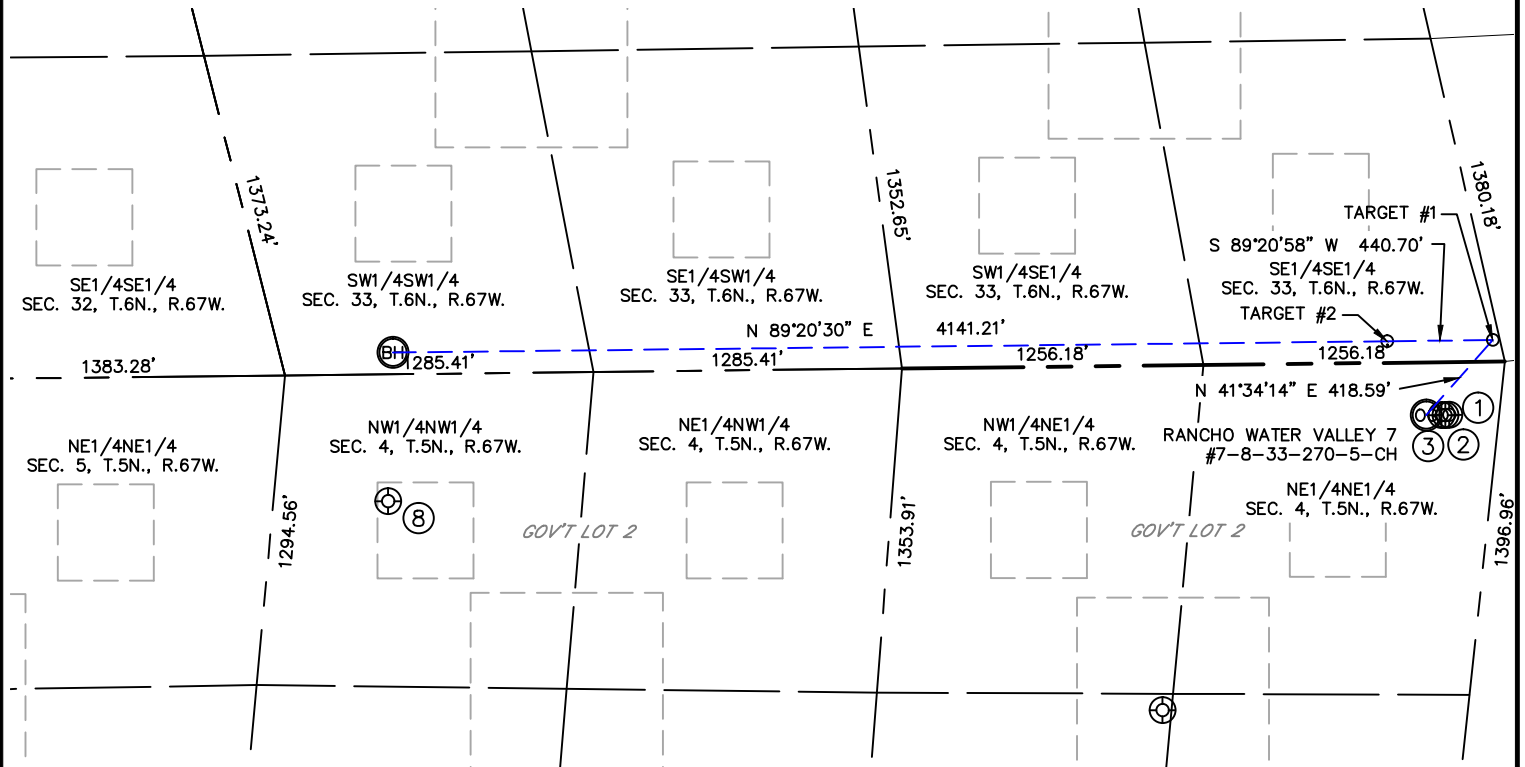 1373.24'
1352.65'
1380.18'
TARGET #1
S 89°20'58" W 440.70'
SE1/4SE1/4
SEC. 32, T.6N., R.67W.
SW1/4SW1/4
SEC. 33, T.6N., R.67W.
SE1/4SW1/4
SEC. 33, T.6N., R.67W.
SW1/4SE1/4
SEC. 33, T.6N., R.67W.
SE1/4SE1/4
SEC. 33, T.6N., R.67W.
TARGET #2
N 89°20'30" E 4141.21'
BH
1383.28'
1285.41'
1285.41'
1256.18'
1256.18'
N 41°34'14" E 418.59'
1
NE1/4NE1/4
SEC. 5, T.5N., R.67W.
NW1/4NW1/4
SEC. 4, T.5N., R.67W.
NE1/4NW1/4
SEC. 4, T.5N., R.67W.
NW1/4NE1/4
SEC. 4, T.5N., R.67W.
RANCHO WATER VALLEY 7
#7-8-33-270-5-CH
3
2
NE1/4NE1/4
SEC. 4, T.5N., R.67W.
8
1294.56'
GOV'T LOT 2
1353.91'
GOV'T LOT 2
1396.96'